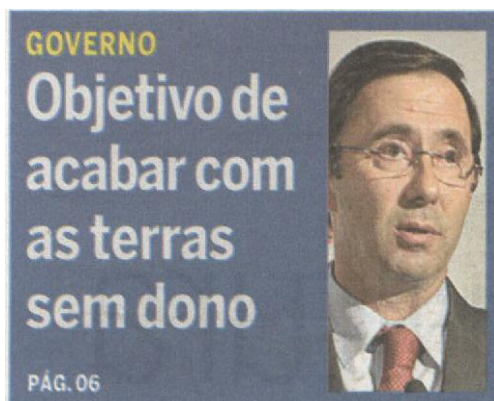 GOVERNO
Objetivo de
acabar com
as terras
sem dono
PÁG. 06